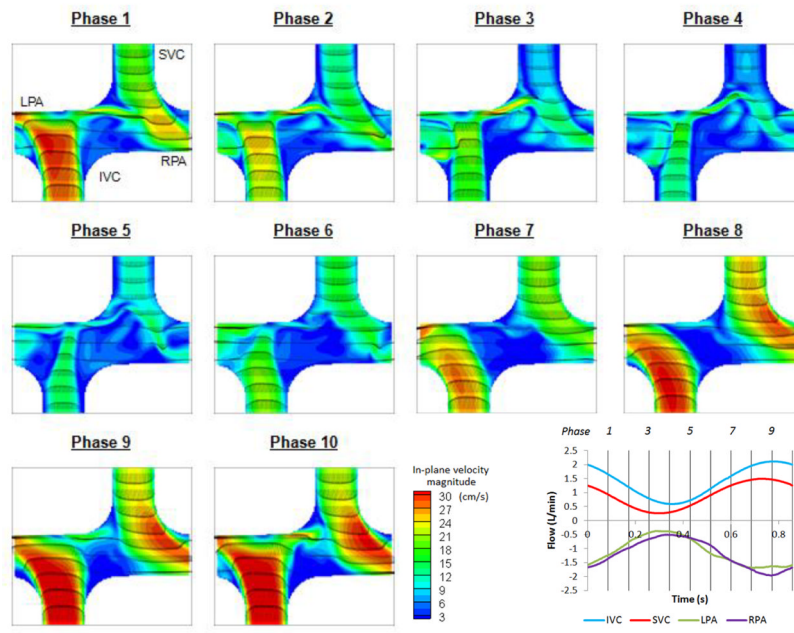 Phase 1 Phase 2 Phase 3 Phase 4
SVC
LPA
IVC
RPA
Phase 5 Phase 6 Phase 7 Phase 8
Phase 9 Phase 10
In-plane velocity
magnitude
(cm/s)
30
27
24
21
18
15
12
9
6
3
Phase 1 3 5 7 9
Flow (L/min)
2.5
2
1.5
1
0.5
0
-0.5
-1
-1.5
-2
-2.5
0 0.2 0.4 0.6 0.8
Time (s)
IVC SVC LPA RPA